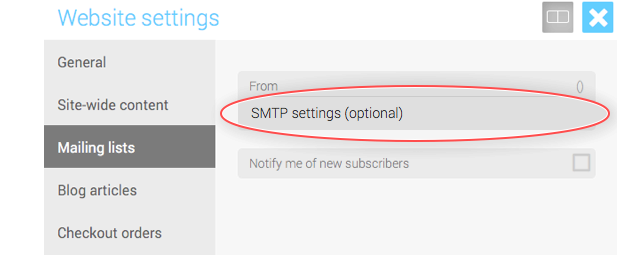 Website settings
General
Site-wide content
Mailing lists
Blog articles
Checkout orders
From ()
SMTP settings (optional)
Notify me of new subscribers